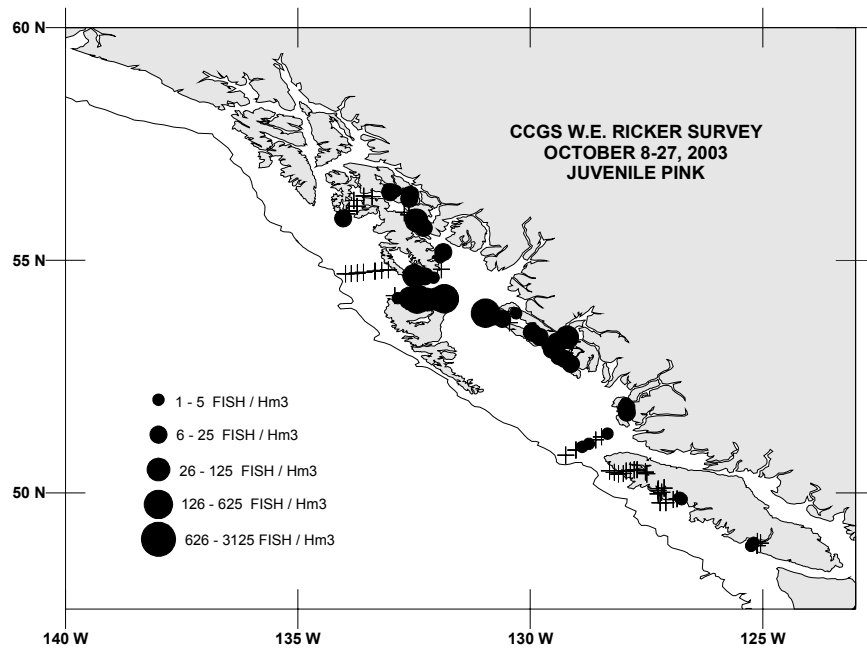 60 N
CCGS W.E. RICKER SURVEY
OCTOBER 8-27, 2003
JUVENILE PINK
55 N
1 - 5 FISH / Hm3
6 - 25 FISH / Hm3
26 - 125 FISH / Hm3
126 - 625 FISH / Hm3
626 - 3125 FISH / Hm3
50 N
140 W 135 W 130 W 125 W